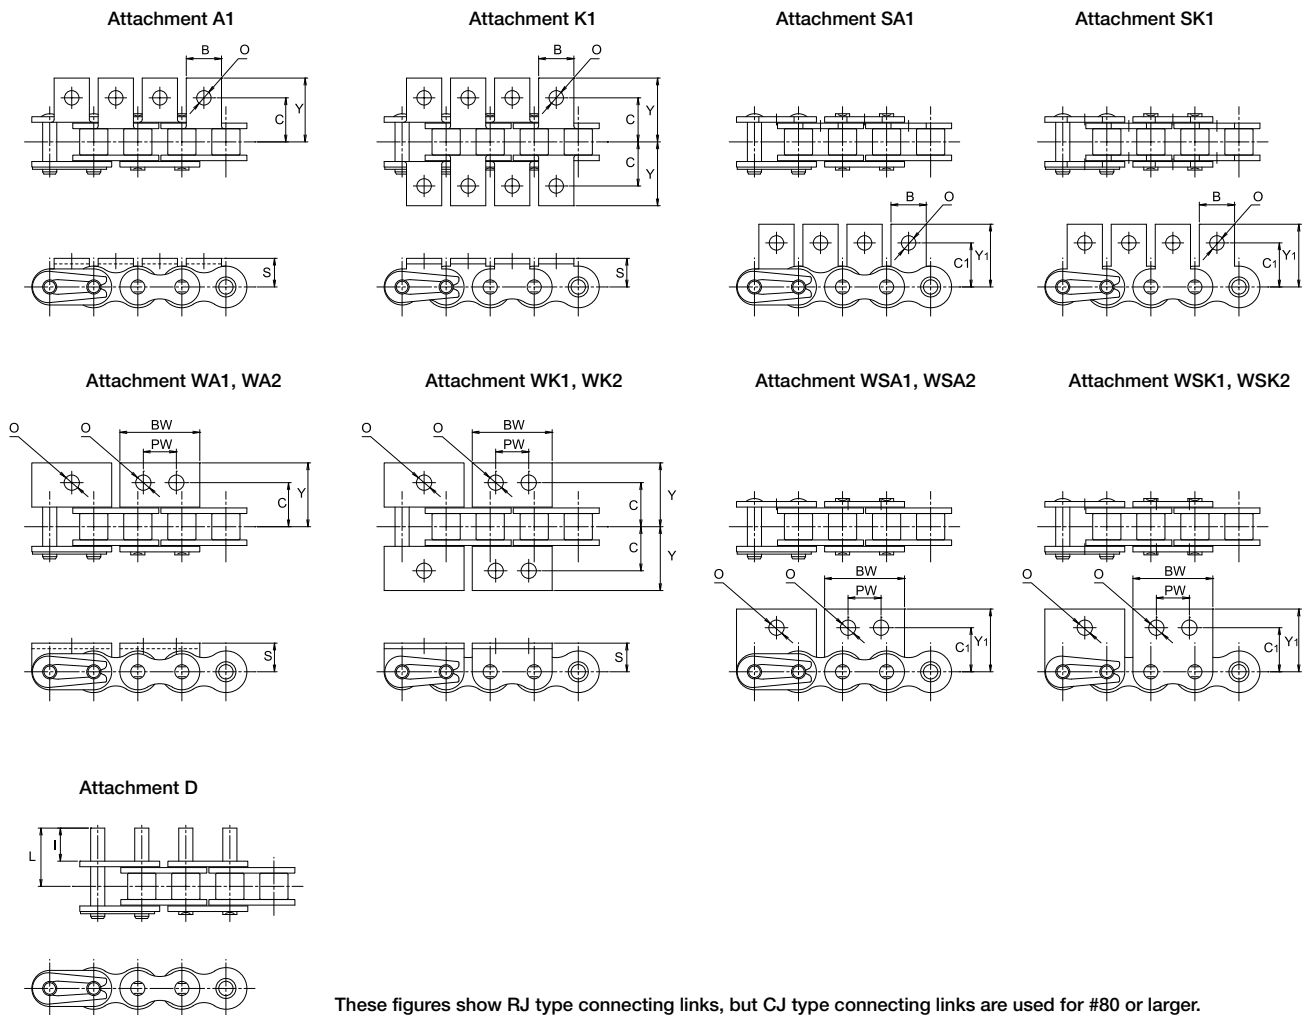 Attachment A1
B
O
C
Y
S
Attachment K1
B
O
C
Y
C
Y
S
Attachment SA1
B
O
C1
Y1
Attachment SK1
B
O
C1
Y1
Attachment WA1, WA2
O
O
BW
PW
C
Y
S
Attachment WK1, WK2
O
O
BW
PW
C
Y
C
Y
S
Attachment WSA1, WSA2
O
O
BW
PW
C1
Y1
Attachment WSK1, WSK2
O
O
BW
PW
C1
Y1
Attachment D
L
I
These figures show RJ type connecting links, but CJ type connecting links are used for #80 or larger.